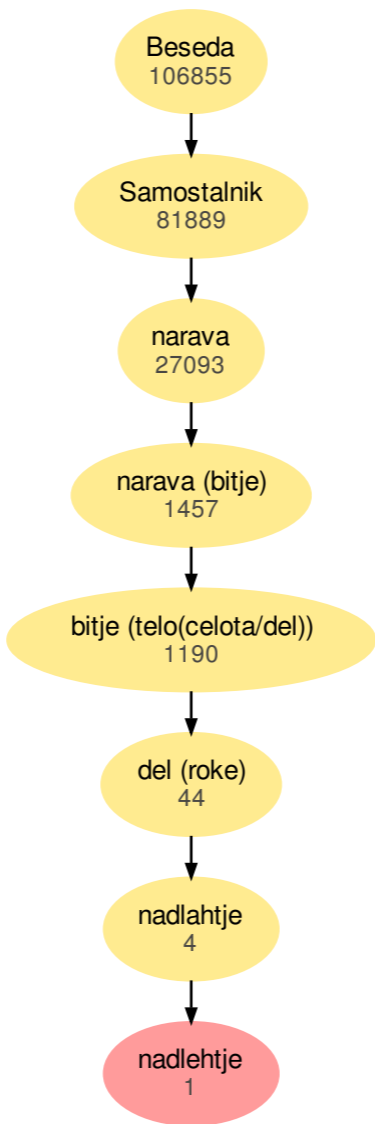 Beseda
106855
Samostalnik
81889
narava
27093
narava (bitje)
1457
bitje (telo(celota/del))
1190
del (roke)
44
nadlahtje
4
nadlehtje
1